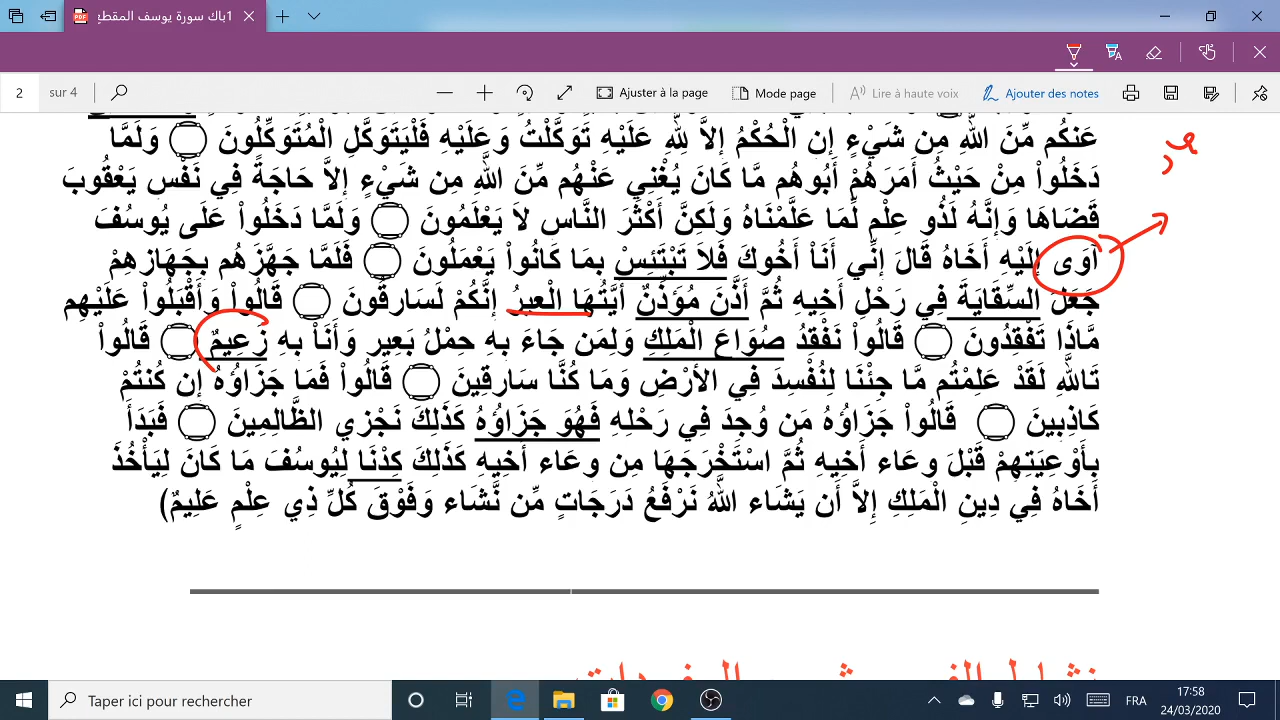 1باك سورة يوسف المقطع
2 sur 4 Ajuster à la page Mode page Lire à haute voix Ajouter des notes
عَنكُم مِّنَ اللّهِ مِن شَيْءٍ إِنِ الْحُكْمُ إِلاَّ لِلّهِ عَلَيْهِ تَوَكَّلْتُ وَعَلَيْهِ فَلْيَتَوَكَّلِ الْمُتَوَكِّلُونَ وَلَمَّا
دَخَلُواْ مِنْ حَيْثُ أَمَرَهُمْ أَبُوهُم مَّا كَانَ يُغْنِي عَنْهُم مِّنَ اللّهِ مِن شَيْءٍ إِلاَّ حَاجَةً فِي نَفْسِ يَعْقُوبَ
قَضَاهَا وَإِنَّهُ لَذُو عِلْمٍ لِّمَا عَلَّمْنَاهُ وَلَكِنَّ أَكْثَرَ النَّاسِ لاَ يَعْلَمُونَ وَلَمَّا دَخَلُواْ عَلَى يُوسُفَ
آوَى إِلَيْهِ أَخَاهُ قَالَ إِنِّي أَنَاْ أَخُوكَ فَلاَ تَبْتَئِسْ بِمَا كَانُواْ يَعْمَلُونَ فَلَمَّا جَهَّزَهُم بِجَهَازِهِمْ
جَعَلَ السِّقَايَةَ فِي رَحْلِ أَخِيهِ ثُمَّ أَذَّنَ مُؤَذِّنٌ أَيَّتُهَا الْعِيرُ إِنَّكُمْ لَسَارِقُونَ قَالُواْ وَأَقْبَلُواْ عَلَيْهِم
مَّاذَا تَفْقِدُونَ قَالُواْ نَفْقِدُ صُوَاعَ الْمَلِكِ وَلِمَن جَاءَ بِهِ حِمْلُ بَعِيرٍ وَأَنَاْ بِهِ زَعِيمٌ قَالُواْ
تَاللّهِ لَقَدْ عَلِمْتُم مَّا جِئْنَا لِنُفْسِدَ فِي الأَرْضِ وَمَا كُنَّا سَارِقِينَ قَالُواْ فَمَا جَزَاؤُهُ إِن كُنتُمْ
كَاذِبِينَ قَالُواْ جَزَاؤُهُ مَن وُجِدَ فِي رَحْلِهِ فَهُوَ جَزَاؤُهُ كَذَلِكَ نَجْزِي الظَّالِمِينَ فَبَدَأَ
بِأَوْعِيَتِهِمْ قَبْلَ وِعَاء أَخِيهِ ثُمَّ اسْتَخْرَجَهَا مِن وِعَاء أَخِيهِ كَذَلِكَ كِدْنَا لِيُوسُفَ مَا كَانَ لِيَأْخُذَ
أَخَاهُ فِي دِينِ الْمَلِكِ إِلاَّ أَن يَشَاء اللّهُ نَرْفَعُ دَرَجَاتٍ مِّن نَّشَاء وَفَوْقَ كُلِّ ذِي عِلْمٍ عَلِيمٌ)
Taper ici pour rechercher
FRA
17:58
24/03/2020